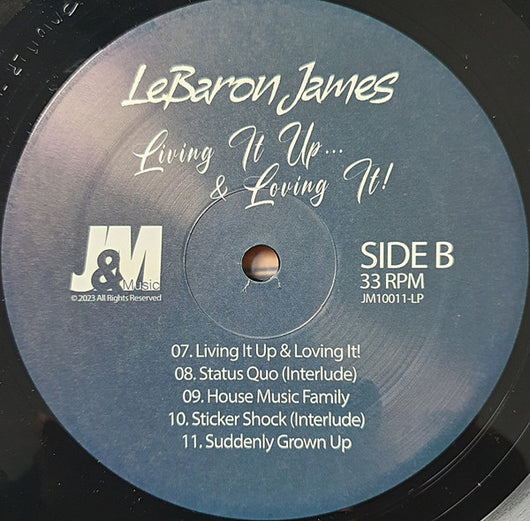 LeBaron James
Living It Up...
& Loving It!
J&M
Music
©2023 All Rights Reserved
SIDE B
33 RPM
JM10011-LP
07. Living It Up & Loving It!
08. Status Quo (Interlude)
09. House Music Family
10. Sticker Shock (Interlude)
11. Suddenly Grown Up